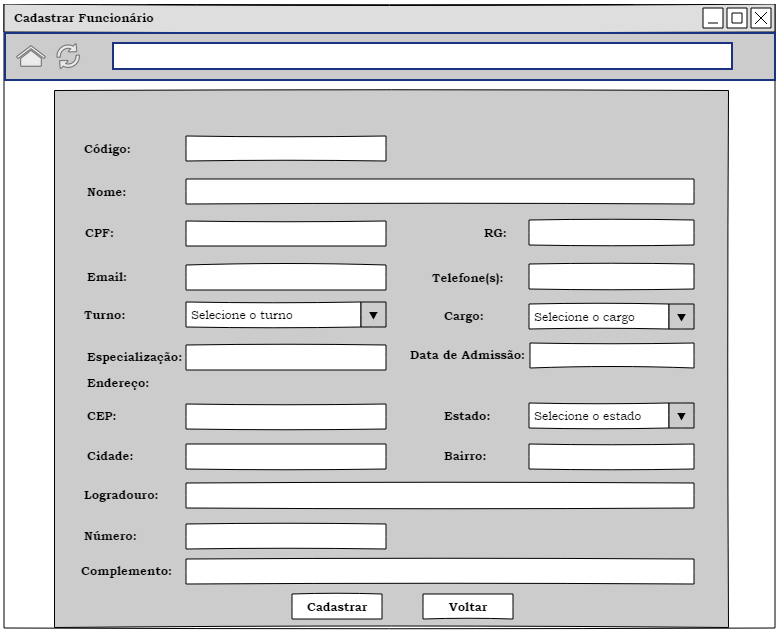 Cadastrar Funcionário
Código:
Nome:
CPF:
RG:
Email:
Telefone(s):
Turno:
Selecione o turno
Cargo:
Selecione o cargo
Especialização:
Data de Admissão:
Endereço:
CEP:
Estado:
Selecione o estado
Cidade:
Bairro:
Logradouro:
Número:
Complemento:
Cadastrar
Voltar